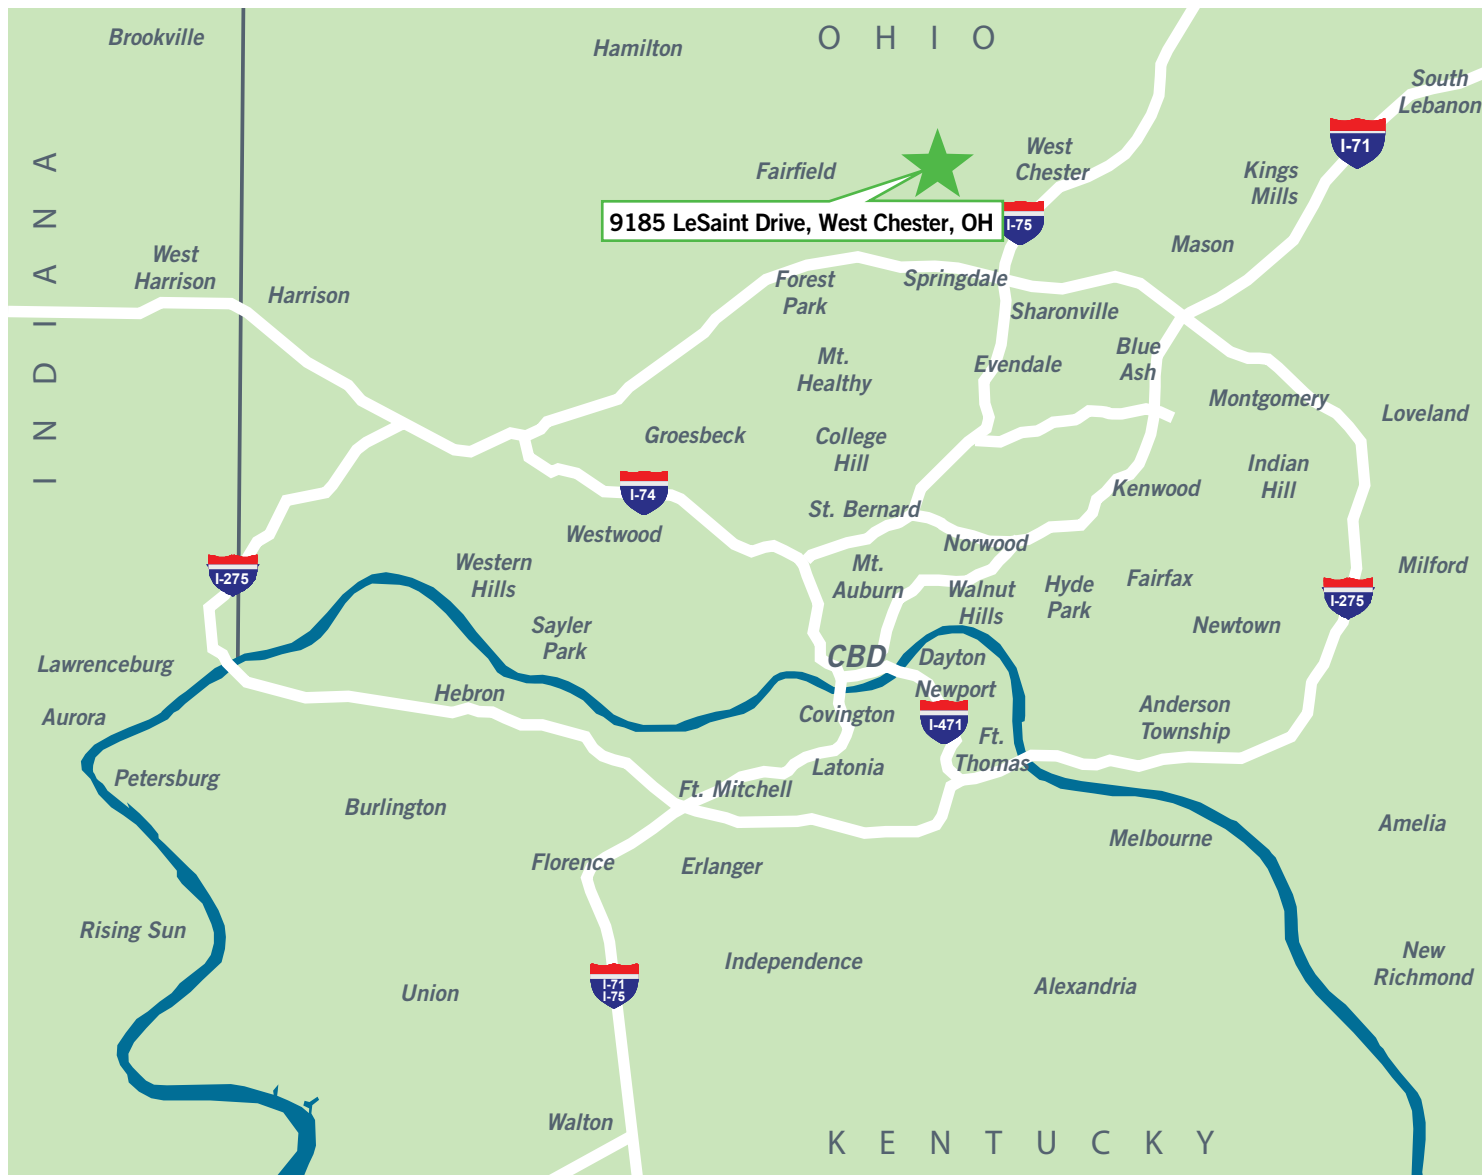 OHIO
Brookville
Hamilton
South
Lebanon
I-71
West
Chester
Fairfield
Kings
Mills
INDIANA
9185 LeSaint Drive, West Chester, OH
I-75
Mason
West
Harrison
Harrison
Forest
Park
Springdale
Sharonville
Mt.
Healthy
Evendale
Blue
Ash
Montgomery
Loveland
Groesbeck
College
Hill
Indian
Hill
I-74
Kenwood
St. Bernard
Westwood
Norwood
Western
Hills
Mt.
Auburn
Walnut
Hills
Hyde
Park
Fairfax
Milford
I-275
I-275
Sayler
Park
Newtown
Lawrenceburg
CBD
Dayton
Hebron
Newport
Aurora
Covington
I-471
Anderson
Township
Ft.
Thomas
Latonia
Petersburg
Burlington
Ft. Mitchell
Amelia
Melbourne
Florence
Erlanger
Rising Sun
Independence
New
Richmond
Union
I-71
I-75
Alexandria
Walton
KENTUCKY